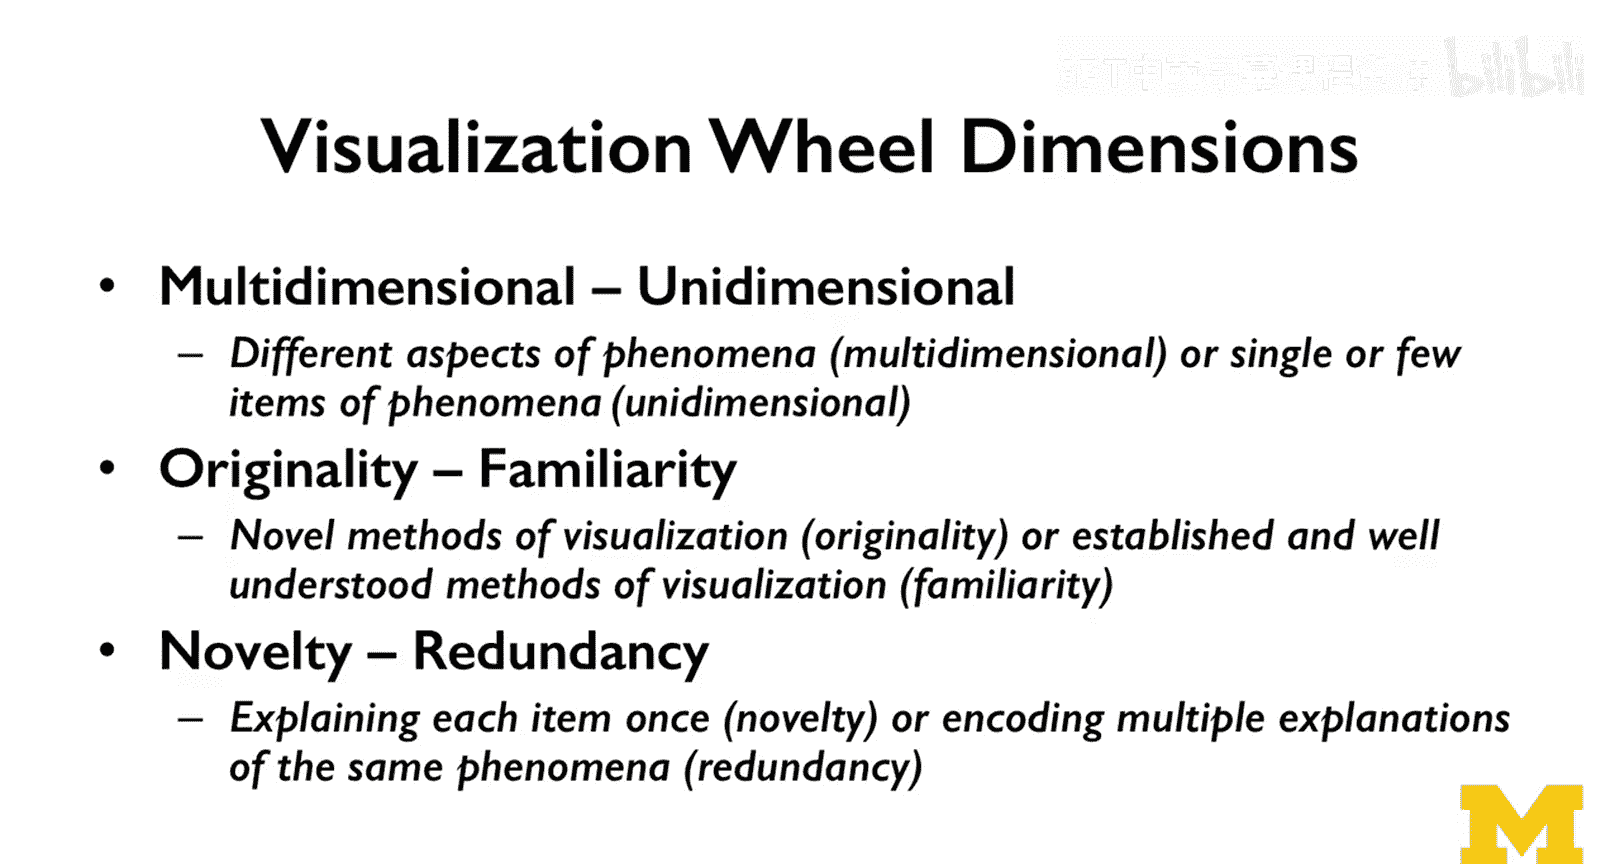 bilibili
Visualization Wheel Dimensions
• Multidimensional – Unidimensional
– Different aspects of phenomena (multidimensional) or single or few
items of phenomena (unidimensional)
• Originality – Familiarity
– Novel methods of visualization (originality) or established and well
understood methods of visualization (familiarity)
• Novelty – Redundancy
– Explaining each item once (novelty) or encoding multiple explanations
of the same phenomena (redundancy)
M